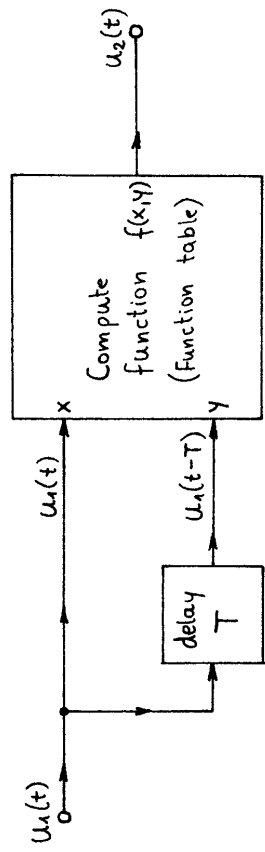 u₁(t)
u₁(t)
x
delay
T
u₁(t-T)
y
Compute
function f(x,y)
(Function table)
u₂(t)